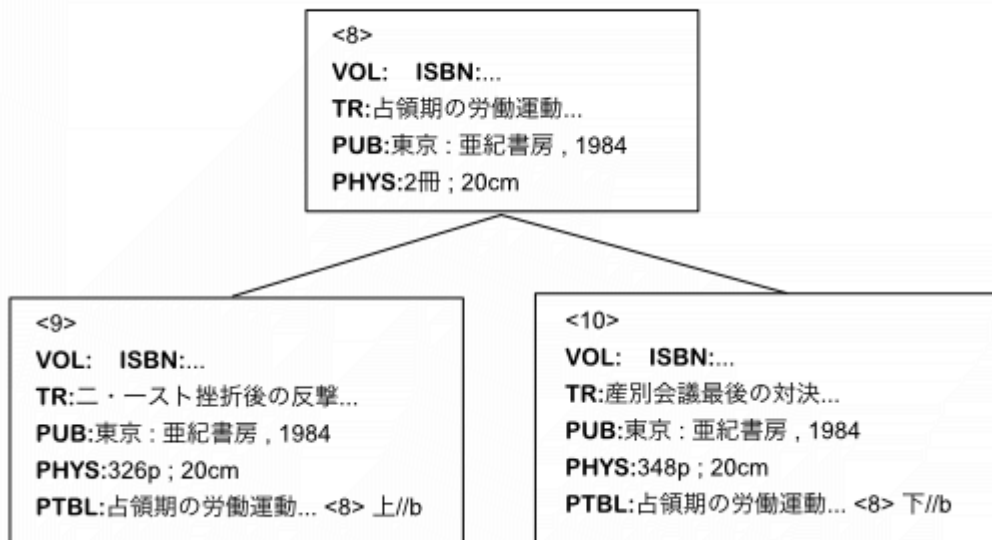 <8>
VOL: ISBN:...
TR:占領期の労働運動...
PUB:東京 : 亜紀書房 , 1984
PHYS:2冊 ; 20cm
<9>
VOL: ISBN:...
TR:二・一スト挫折後の反撃...
PUB:東京 : 亜紀書房 , 1984
PHYS:326p ; 20cm
PTBL:占領期の労働運動... <8> 上//b
<10>
VOL: ISBN:...
TR:産別会議最後の対決...
PUB:東京 : 亜紀書房 , 1984
PHYS:348p ; 20cm
PTBL:占領期の労働運動... <8> 下//b